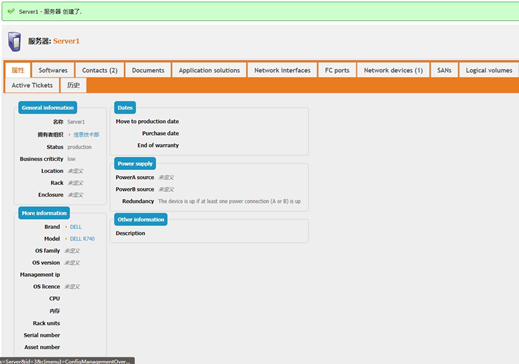 Server1 - 服务器 创建了.
服务器: Server1
属性 Softwares Contacts (2) Documents Application solutions Network interfaces FC ports Network devices (1) SANs Logical volumes
Active Tickets 历史
General information
名称 Server1
拥有者组织 信息技术部
Status production
Business criticity low
Location 未定义
Rack 未定义
Enclosure 未定义
More information
Brand DELL
Model DELL R740
OS family 未定义
OS version 未定义
Management ip
OS licence 未定义
CPU
内存
Rack units
Serial number
Asset number
Dates
Move to production date
Purchase date
End of warranty
Power supply
PowerA source 未定义
PowerB source 未定义
Redundancy The device is up if at least one power connection (A or B) is up
Other information
Description
s=Server&id=3&c[menu]=ConfigManagementOver...